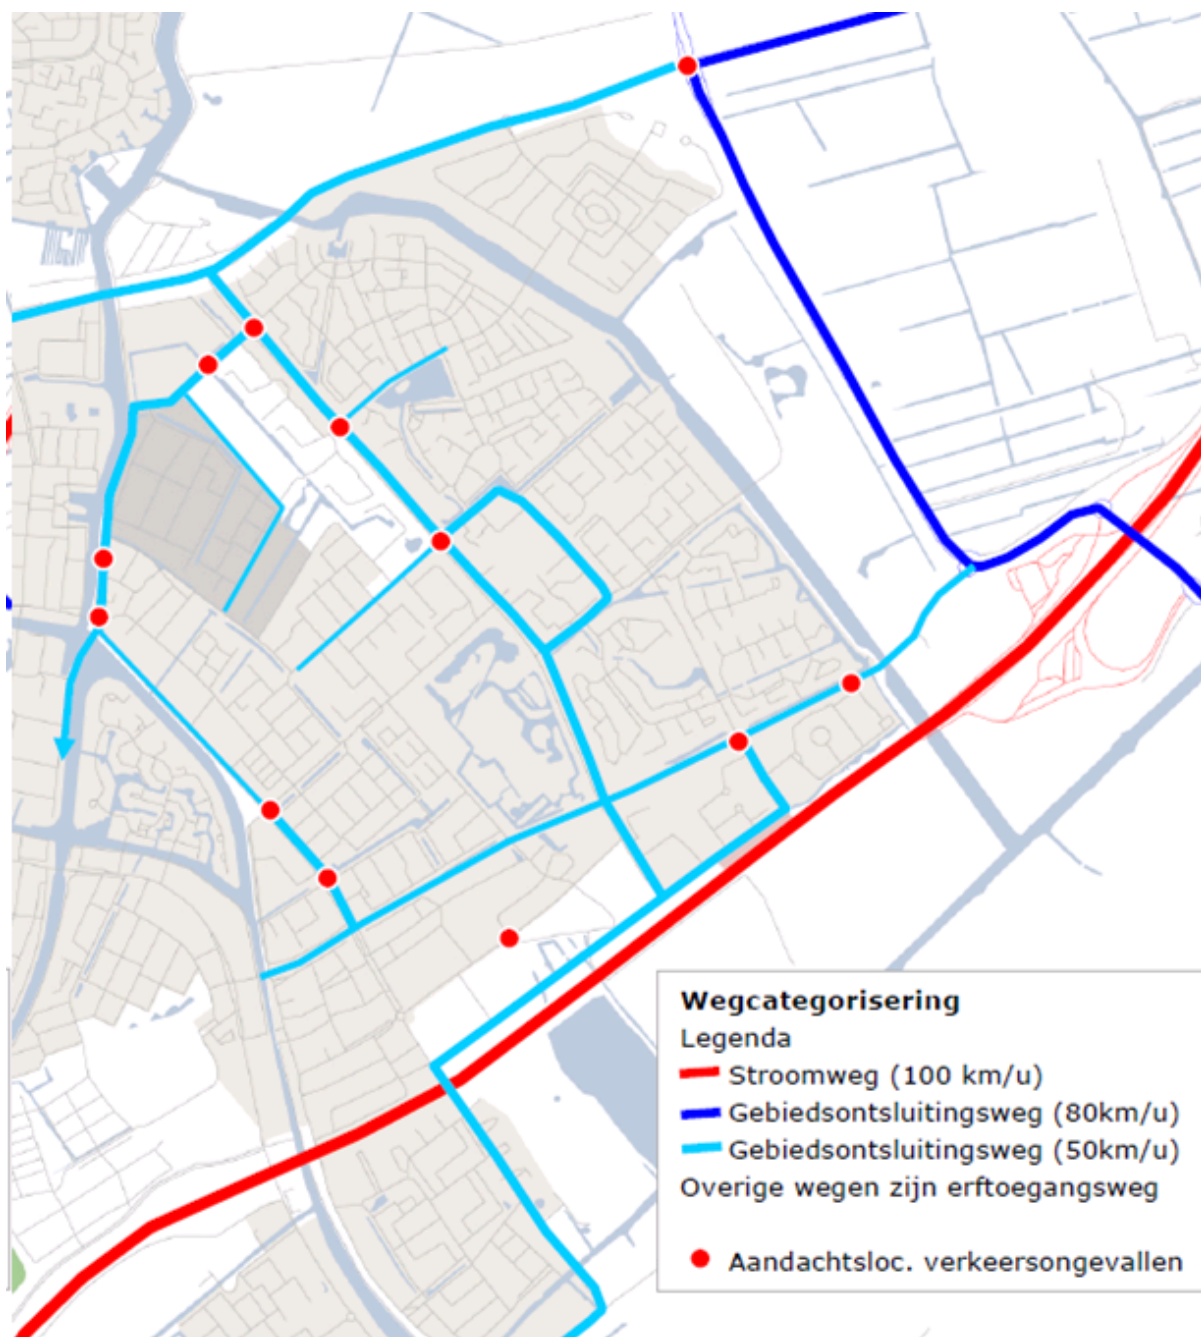 Wegcategorisering
Legenda
Stroomweg (100 km/u)
Gebiedsontsluitingsweg (80km/u)
Gebiedsontsluitingsweg (50km/u)
Overige wegen zijn erftoegangsweg
Aandachtsloc. verkeersongevallen